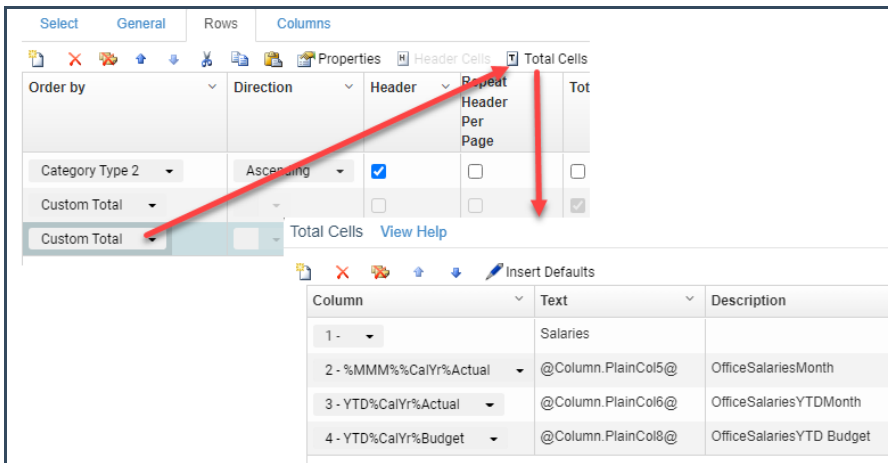 Select General Rows Columns
Properties H Header Cells T Total Cells
Order by Direction Header Repeat Header Per Page Tot
Category Type 2 Ascending
Custom Total
Custom Total
Total Cells View Help
Insert Defaults
Column Text Description
1 - Salaries
2 - %MMM%%CalYr%Actual @Column.PlainCol5@ OfficeSalariesMonth
3 - YTD%CalYr%Actual @Column.PlainCol6@ OfficeSalariesYTDMonth
4 - YTD%CalYr%Budget @Column.PlainCol8@ OfficeSalariesYTD Budget